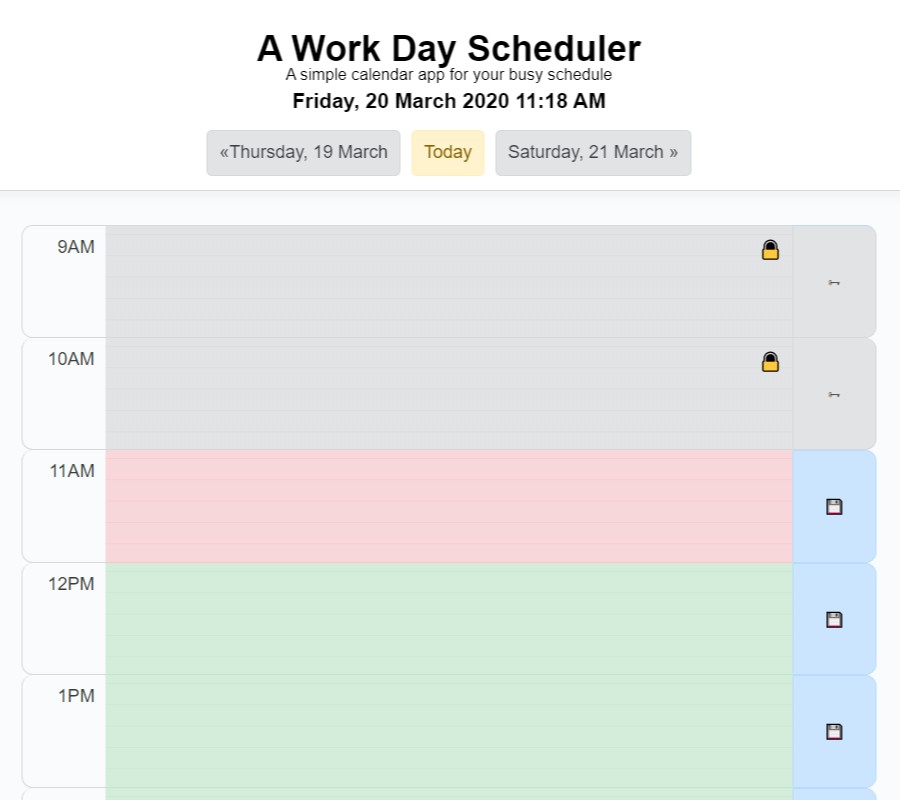 A Work Day Scheduler
A simple calendar app for your busy schedule
Friday, 20 March 2020 11:18 AM
«Thursday, 19 March Today Saturday, 21 March »
9AM
10AM
11AM
12PM
1PM